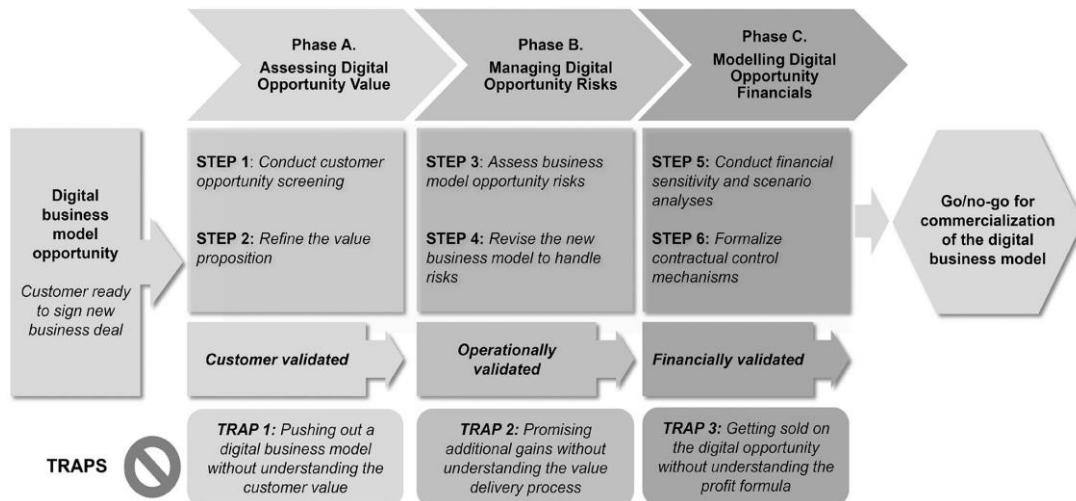 Phase A.
Assessing Digital
Opportunity Value
Phase B.
Managing Digital
Opportunity Risks
Phase C.
Modelling Digital
Opportunity
Financials
Digital
business
model
opportunity
Customer ready
to sign new
business deal
STEP 1: Conduct customer
opportunity screening
STEP 2: Refine the value
proposition
STEP 3: Assess business
model opportunity risks
STEP 4: Revise the new
business model to handle
risks
STEP 5: Conduct financial
sensitivity and scenario
analyses
STEP 6: Formalize
contractual control
mechanisms
Go/no-go for
commercialization
of the digital
business model
Customer validated
Operationally
validated
Financially validated
TRAPS
TRAP 1: Pushing out a
digital business model
without understanding the
customer value
TRAP 2: Promising
additional gains without
understanding the value
delivery process
TRAP 3: Getting sold on
the digital opportunity
without understanding the
profit formula